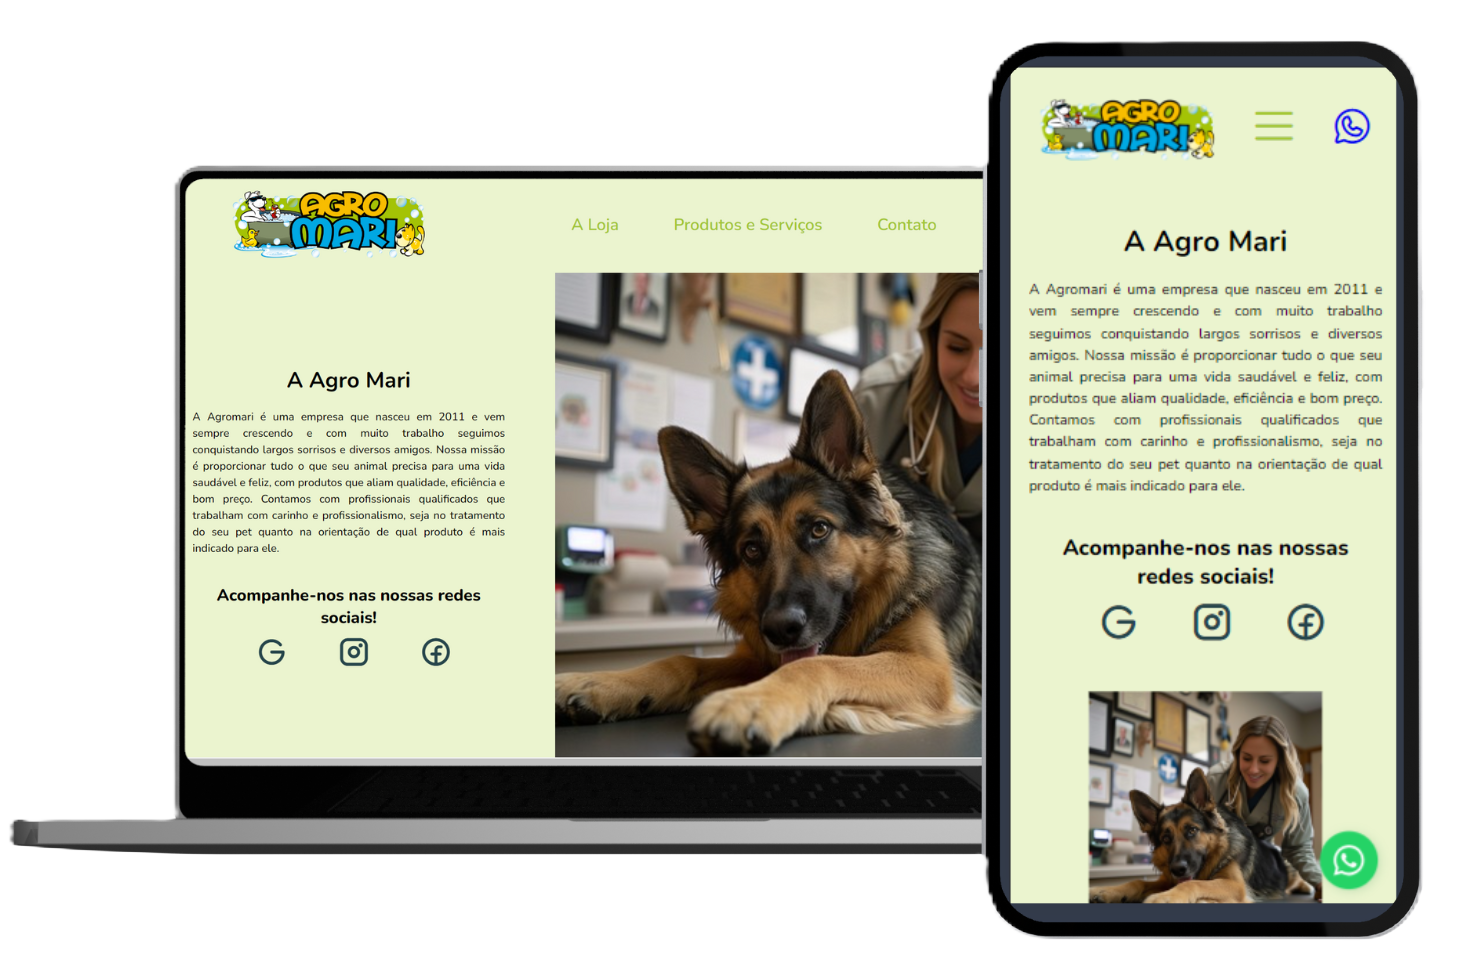 AGRO
MARI
A Loja
Produtos e Serviços
Contato
A Agro Mari
A Agromari é uma empresa que nasceu em 2011 e vem
sempre crescendo e com muito trabalho seguimos
conquistando largos sorrisos e diversos amigos. Nossa missão
é proporcionar tudo o que seu animal precisa para uma vida
saudável e feliz, com produtos que aliam qualidade, eficiência e
bom preço. Contamos com profissionais qualificados que
trabalham com carinho e profissionalismo, seja no tratamento
do seu pet quanto na orientação de qual produto é mais
indicado para ele.
Acompanhe-nos nas nossas redes
sociais!
AGRO
MARI
A Agro Mari
A Agromari é uma empresa que nasceu em 2011 e
vem sempre crescendo e com muito trabalho
seguimos conquistando largos sorrisos e diversos
amigos. Nossa missão é proporcionar tudo o que seu
animal precisa para uma vida saudável e feliz, com
produtos que aliam qualidade, eficiência e bom preço.
Contamos com profissionais qualificados que
trabalham com carinho e profissionalismo, seja no
tratamento do seu pet quanto na orientação de qual
produto é mais indicado para ele.
Acompanhe-nos nas nossas
redes sociais!